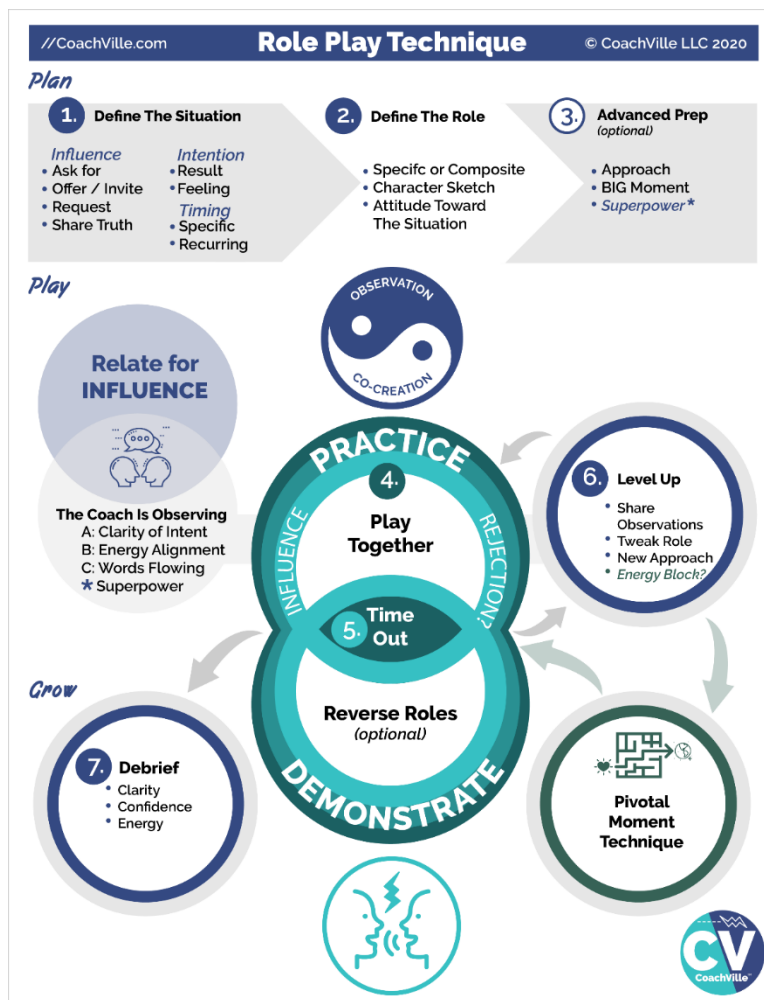 //CoachVille.com
Role Play Technique
© CoachVille LLC 2020
Plan
1.
Define The Situation
Influence
• Ask for
• Offer / Invite
• Request
• Share Truth
Intention
• Result
• Feeling
Timing
• Specific
• Recurring
2.
Define The Role
• Specifc or Composite
• Character Sketch
• Attitude Toward
The Situation
3.
Advanced Prep
(optional)
• Approach
• BIG Moment
• Superpower*
Play
OBSERVATION
CO-CREATION
Relate for
INFLUENCE
The Coach Is Observing
A: Clarity of Intent
B: Energy Alignment
C: Words Flowing
* Superpower
PRACTICE
4.
INFLUENCE
REJECTION?
Play
Together
5.
Time
Out
Reverse Roles
(optional)
DEMONSTRATE
6.
Level Up
• Share
Observations
• Tweak Role
• New Approach
• Energy Block?
Pivotal
Moment
Technique
Grow
7.
Debrief
• Clarity
• Confidence
• Energy
CV
CoachVille™